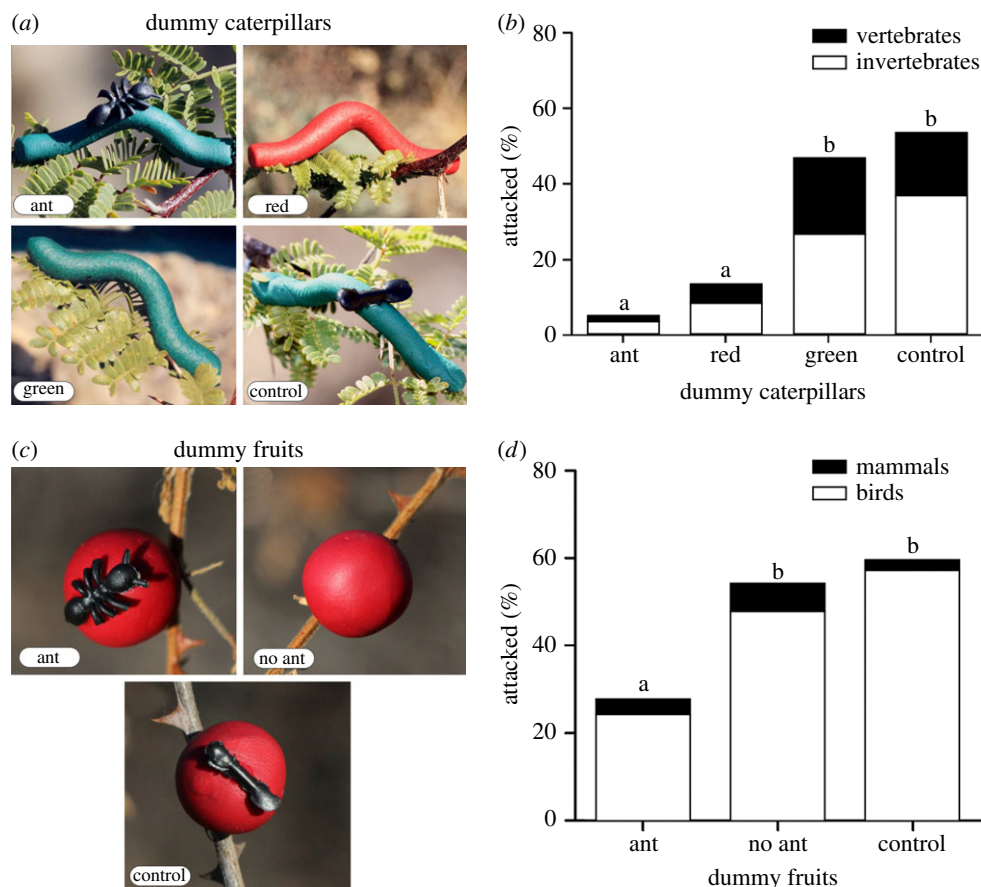 (a) dummy caterpillars
ant
red
green
control
(b)
vertebrates
invertebrates
80
60
40
20
0
attacked (%)
a
a
b
b
ant red green control
dummy caterpillars
(c) dummy fruits
ant
no ant
control
(d)
mammals
birds
80
60
40
20
0
attacked (%)
a
b
b
ant no ant control
dummy fruits